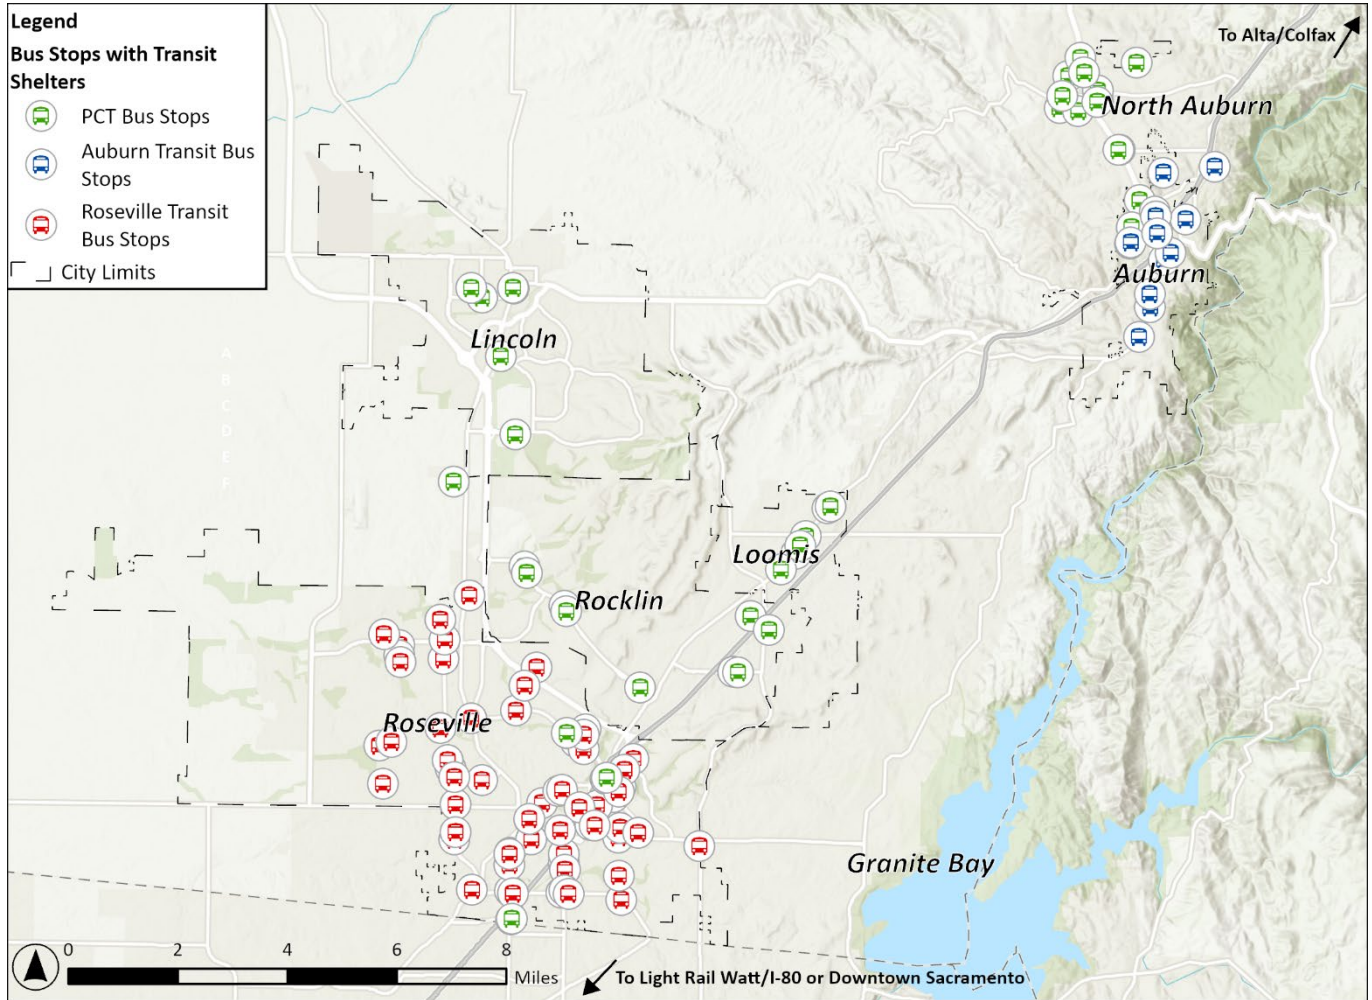 Legend
Bus Stops with Transit
Shelters
PCT Bus Stops
Auburn Transit Bus
Stops
Roseville Transit
Bus Stops
City Limits
To Alta/Colfax
North Auburn
Auburn
Lincoln
A
B
C
D
E
F
Loomis
Rocklin
Roseville
Granite Bay
0 2 4 6 8
Miles
To Light Rail Watt/I-80 or Downtown Sacramento